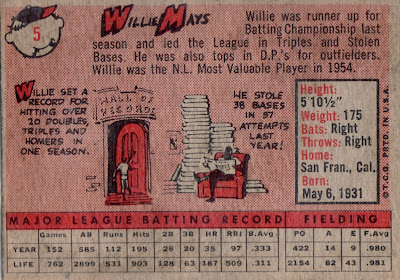 5
WILLIE MAYS
Willie was runner up for
Batting Championship last
season and led the League in Triples and Stolen
Bases. He was also tops in D.P.'s for outfielders.
Willie was the N.L. Most Valuable Player in 1954.
WILLIE SET A
RECORD FOR
HITTING OVER
20 DOUBLES,
TRIPLES AND
HOMERS IN
ONE SEASON.
HALL OF
RECORDS
HE STOLE
38 BASES IN
57
ATTEMPTS
LAST
YEAR!
Height:
5'10½"
Weight: 175
Bats: Right
Throws: Right
Home:
San Fran., Cal.
Born:
May 6, 1931
© T.C.G. PRTD. IN U.S.A.
MAJOR LEAGUE BATTING RECORD FIELDING
Games AB Runs Hits 2B 3B HR RBI B.Avg. PO A E F.Avg.
YEAR 152 585 112 195 26 20 35 97 .333 422 14 9 .980
LIFE 762 2899 531 903 187 509 .311 2254 82 43 .981